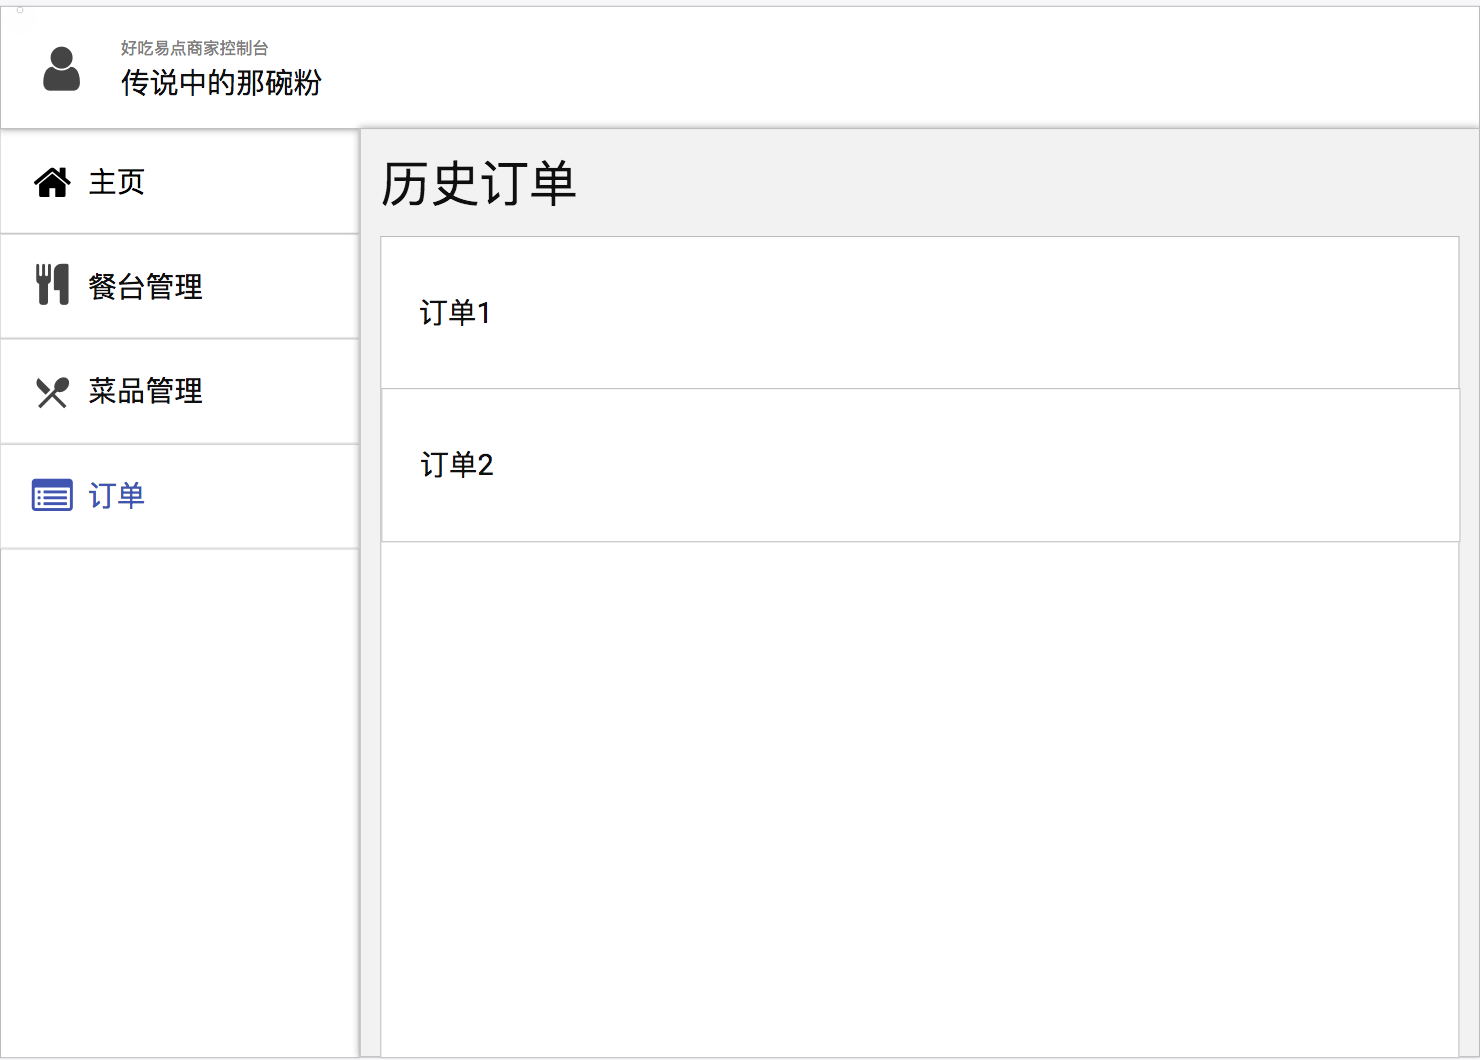 好吃易点商家控制台
传说中的那碗粉
主页
餐台管理
菜品管理
订单
历史订单
订单1
订单2